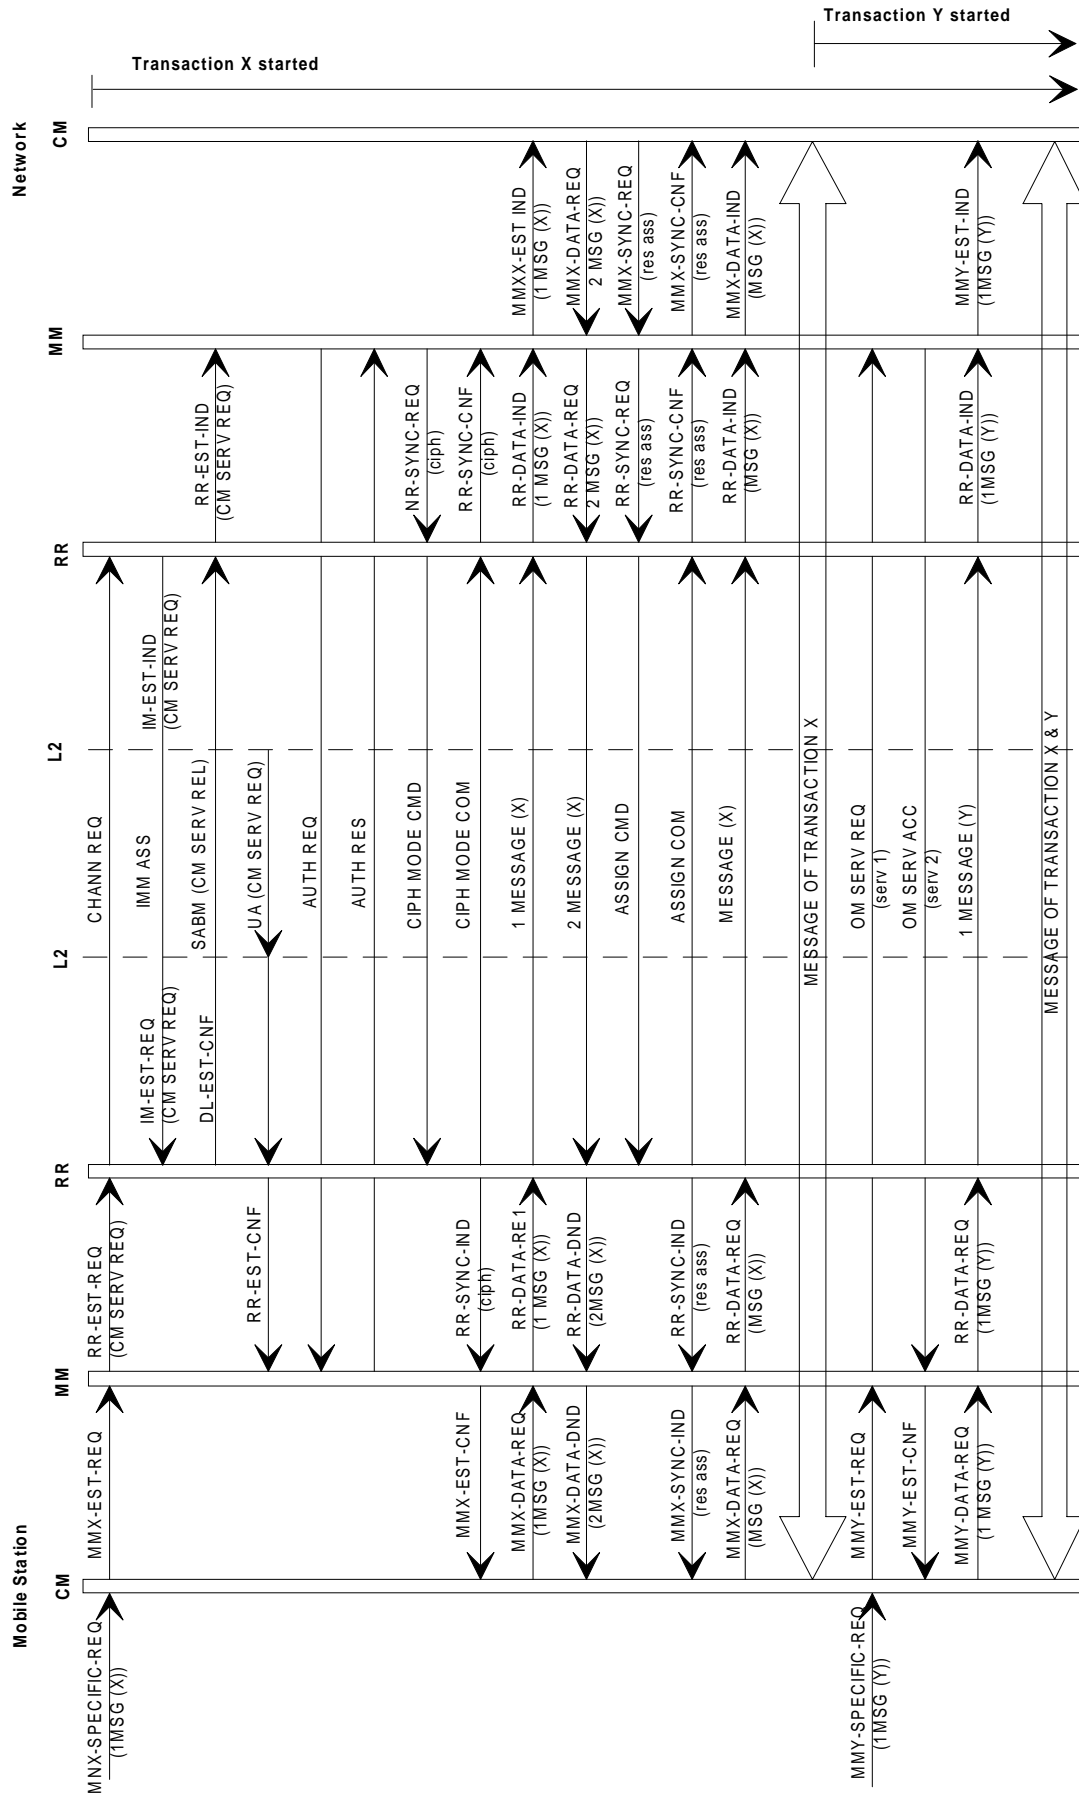 Transaction Y started
Transaction X started
Mobile Station
Network
CM
MM
RR
L2
L2
RR
MM
CM
MNX-SPECIFIC-REQ
(1MSG (X))
MMX-EST-REQ
RR-EST-REQ
(CM SERV REQ)
CHANN REQ
IM-EST-REQ
(CM SERV REQ)
IMM ASS
IM-EST-IND
(CM SERV REQ)
DL-EST-CNF
SABM (CM SERV REL)
RR-EST-IND
(CM SERV REQ)
RR-EST-CNF
UA (CM SERV REQ)
AUTH REQ
AUTH RES
CIPH MODE CMD
NR-SYNC-REQ
(ciph)
MMX-EST-CNF
RR-SYNC-IND
(ciph)
CIPH MODE COM
RR-SYNC-CNF
(ciph)
MMX-DATA-REQ
(1MSG (X))
RR-DATA-RE1
(1 MSG (X))
1 MESSAGE (X)
RR-DATA-IND
(1 MSG (X))
MMXX-EST IND
(1 MSG (X))
MMX-DATA-DND
(2MSG (X))
RR-DATA-DND
(2MSG (X))
2 MESSAGE (X)
RR-DATA-REQ
2 MSG (X))
MMX-DATA-REQ
2 MSG (X))
ASSIGN CMD
RR-SYNC-REQ
(res ass)
MMX-SYNC-REQ
(res ass)
MMX-SYNC-IND
(res ass)
RR-SYNC-IND
(res ass)
ASSIGN COM
RR-SYNC-CNF
(res ass)
MMX-SYNC-CNF
(res ass)
MMX-DATA-REQ
(MSG (X))
RR-DATA-REQ
(MSG (X))
MESSAGE (X)
RR-DATA-IND
(MSG (X))
MMX-DATA-IND
(MSG (X))
MESSAGE OF TRANSACTION X
MMY-SPECIFIC-REQ
(1MSG (Y))
MMY-EST-REQ
OM SERV REQ
(serv 1)
MMY-EST-CNF
OM SERV ACC
(serv 2)
MMY-DATA-REQ
(1 MSG (Y))
RR-DATA-REQ
(1MSG (Y))
1 MESSAGE (Y)
RR-DATA-IND
(1MSG (Y))
MMY-EST-IND
(1MSG (Y))
MESSAGE OF TRANSACTION X & Y